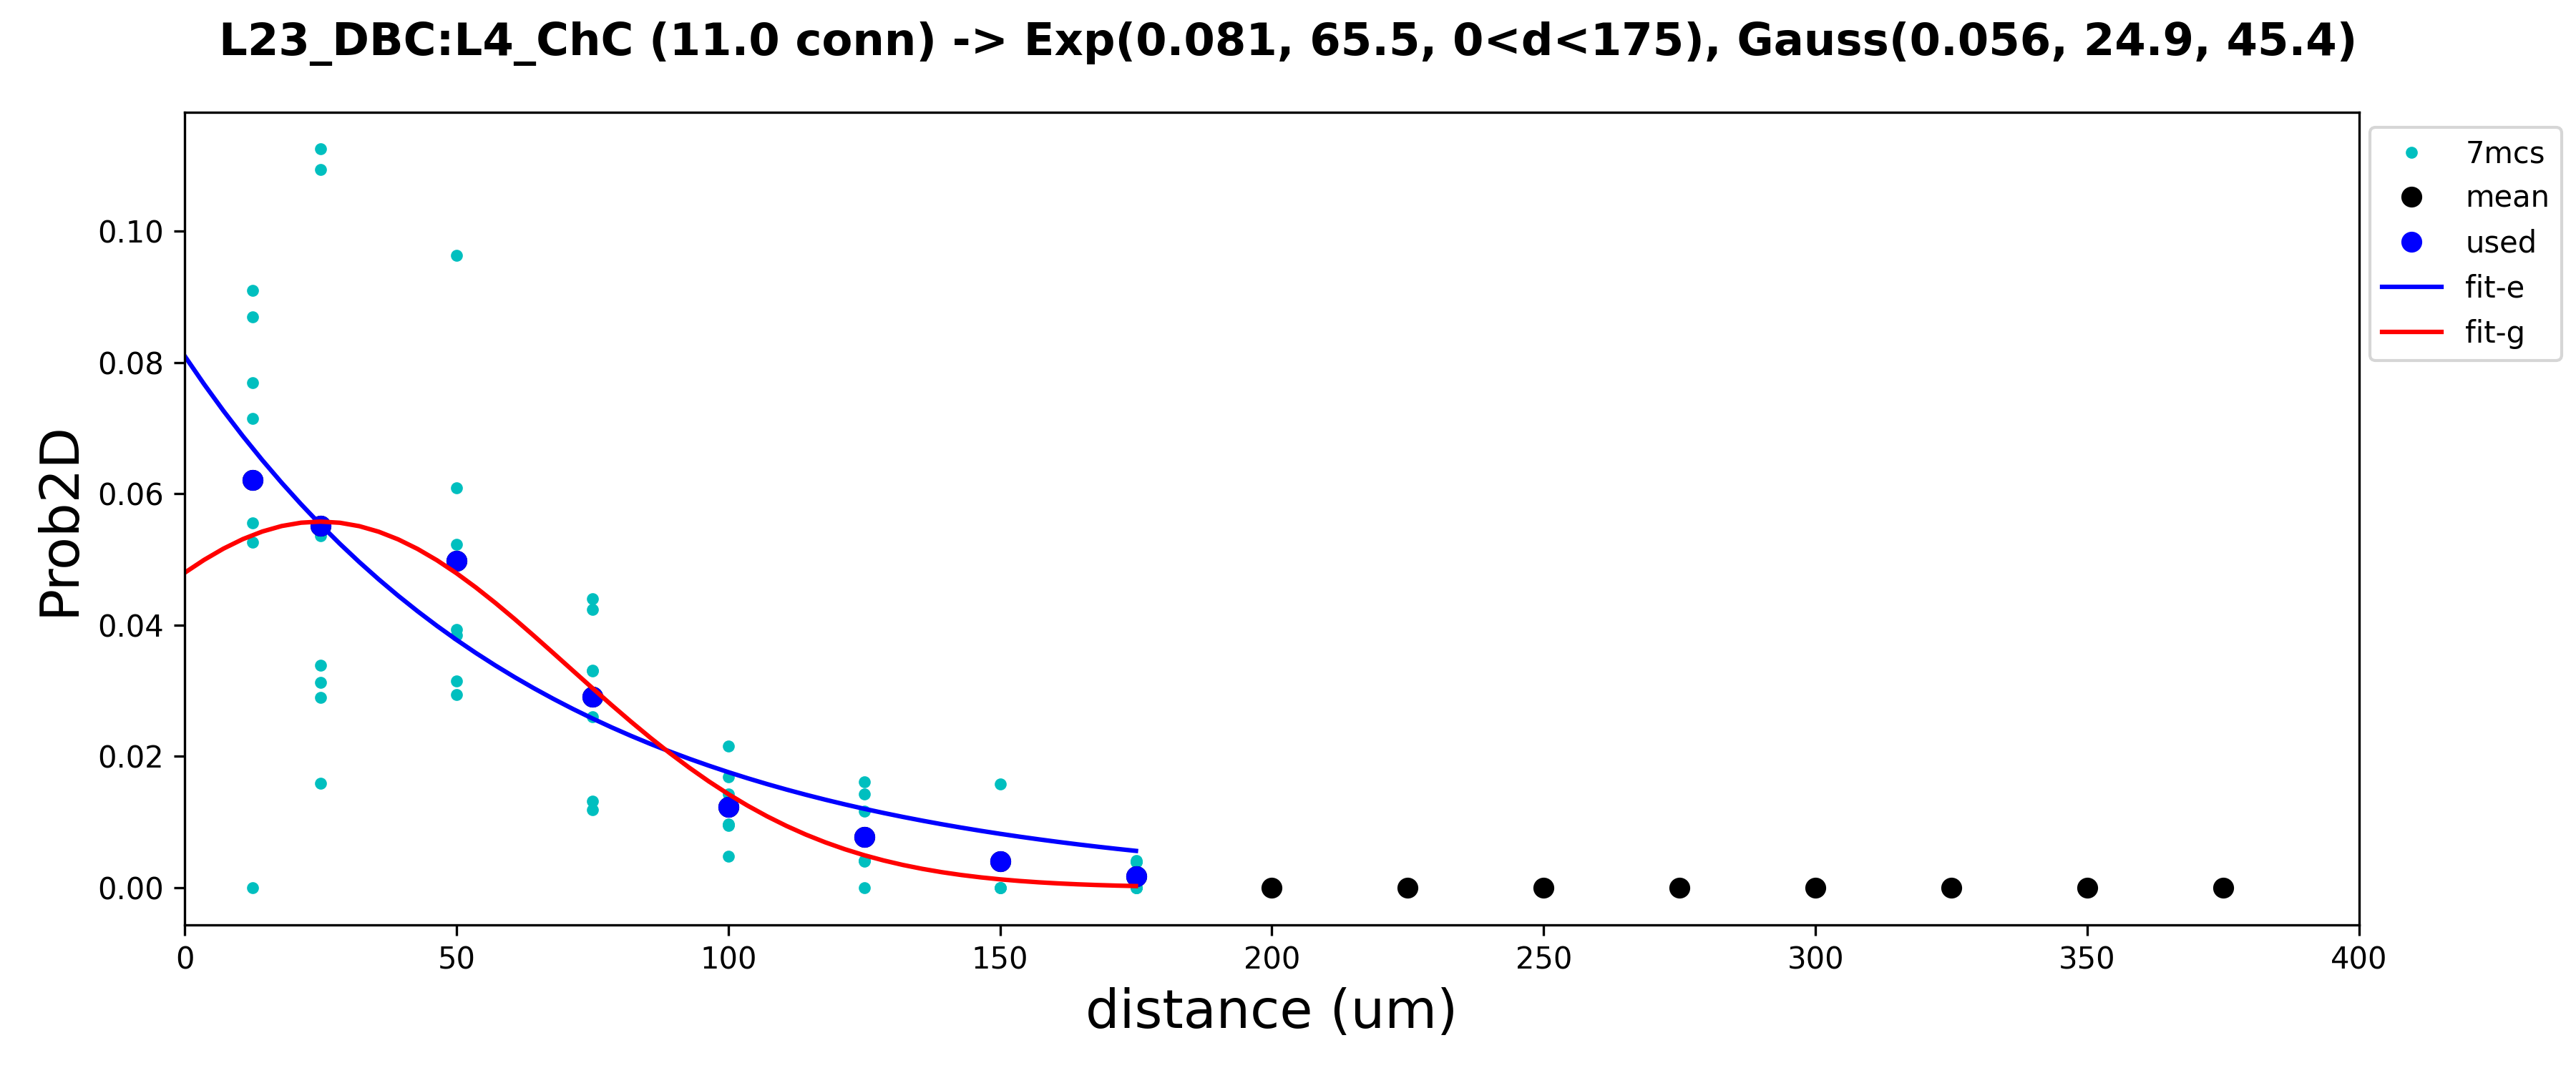 L23_DBC:L4_ChC (11.0 conn) -> Exp(0.081, 65.5, 0<d<175), Gauss(0.056, 24.9, 45.4)
7mcs
mean
used
fit-e
fit-g
Prob2D
0.10
0.08
0.06
0.04
0.02
0.00
0 50 100 150 200 250 300 350 400
distance (um)